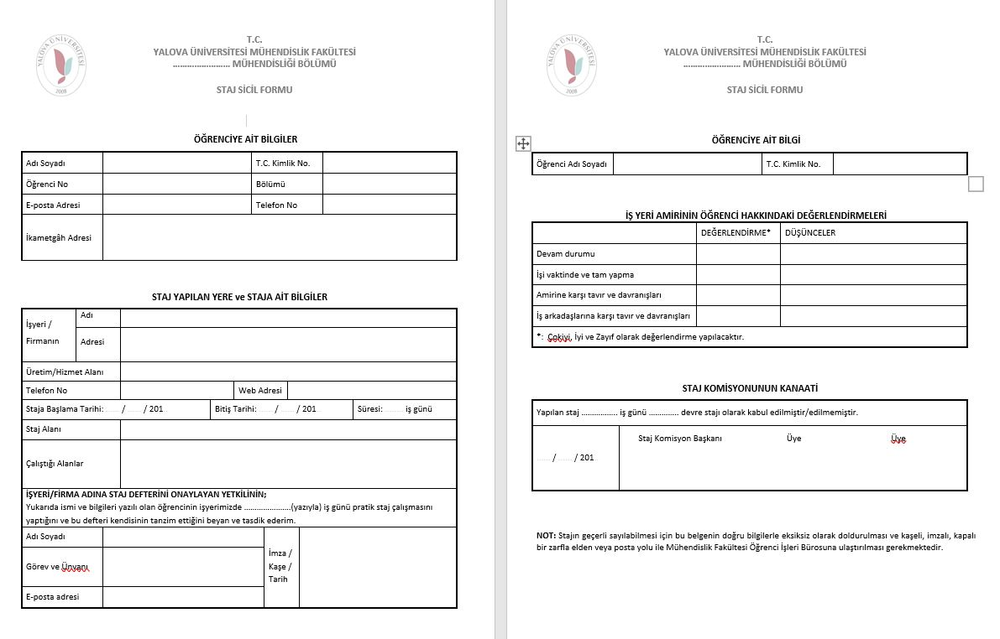 YALOVA ÜNİVERSİTESİ
2008
T.C.
YALOVA ÜNİVERSİTESİ MÜHENDİSLİK FAKÜLTESİ
........................ MÜHENDİSLİĞİ BÖLÜMÜ
STAJ SİCİL FORMU
ÖĞRENCİYE AİT BİLGİLER
Adı Soyadı T.C. Kimlik No.
Öğrenci No Bölümü
E-posta Adresi Telefon No
İkametgâh Adresi
STAJ YAPILAN YERE ve STAJA AİT BİLGİLER
İşyeri /
Firmanın
Adı
Adresi
Üretim/Hizmet Alanı
Telefon No Web Adresi
Staja Başlama Tarihi: ...... / ...... / 201.. Bitiş Tarihi: ...... / ...... / 201.. Süresi: ........ iş günü
Staj Alanı
Çalıştığı Alanlar
İŞYERİ/FİRMA ADINA STAJ DEFTERİNİ ONAYLAYAN YETKİLİNİN;
Yukarıda ismi ve bilgileri yazılı olan öğrencinin işyerimizde ......................(yazıyla) iş günü pratik staj çalışmasını
yaptığını ve bu defteri kendisinin tanzim ettiğini beyan ve tasdik ederim.
Adı Soyadı
Görev ve Ünvanı
E-posta adresi
İmza /
Kaşe /
Tarih
YALOVA ÜNİVERSİTESİ
2008
T.C.
YALOVA ÜNİVERSİTESİ MÜHENDİSLİK FAKÜLTESİ
........................ MÜHENDİSLİĞİ BÖLÜMÜ
STAJ SİCİL FORMU
ÖĞRENCİYE AİT BİLGİ
Öğrenci Adı Soyadı T.C. Kimlik No.
İŞ YERİ AMİRİNİN ÖĞRENCİ HAKKINDAKİ DEĞERLENDİRMELERİ
DEĞERLENDİRME* DÜŞÜNCELER
Devam durumu
İşi vaktinde ve tam yapma
Amirine karşı tavır ve davranışları
İş arkadaşlarına karşı tavır ve davranışları
*: Çokiyi, İyi ve Zayıf olarak değerlendirme yapılacaktır.
STAJ KOMİSYONUNUN KANAATİ
Yapılan staj ................. iş günü .............. devre stajı olarak kabul edilmiştir/edilmemiştir.
Staj Komisyon Başkanı Üye Üye
...... / ...... / 201
NOT: Stajın geçerli sayılabilmesi için bu belgenin doğru bilgilerle eksiksiz olarak doldurulması ve kaşeli, imzalı, kapalı
bir zarfla elden veya posta yolu ile Mühendislik Fakültesi Öğrenci İşleri Bürosuna ulaştırılması gerekmektedir.